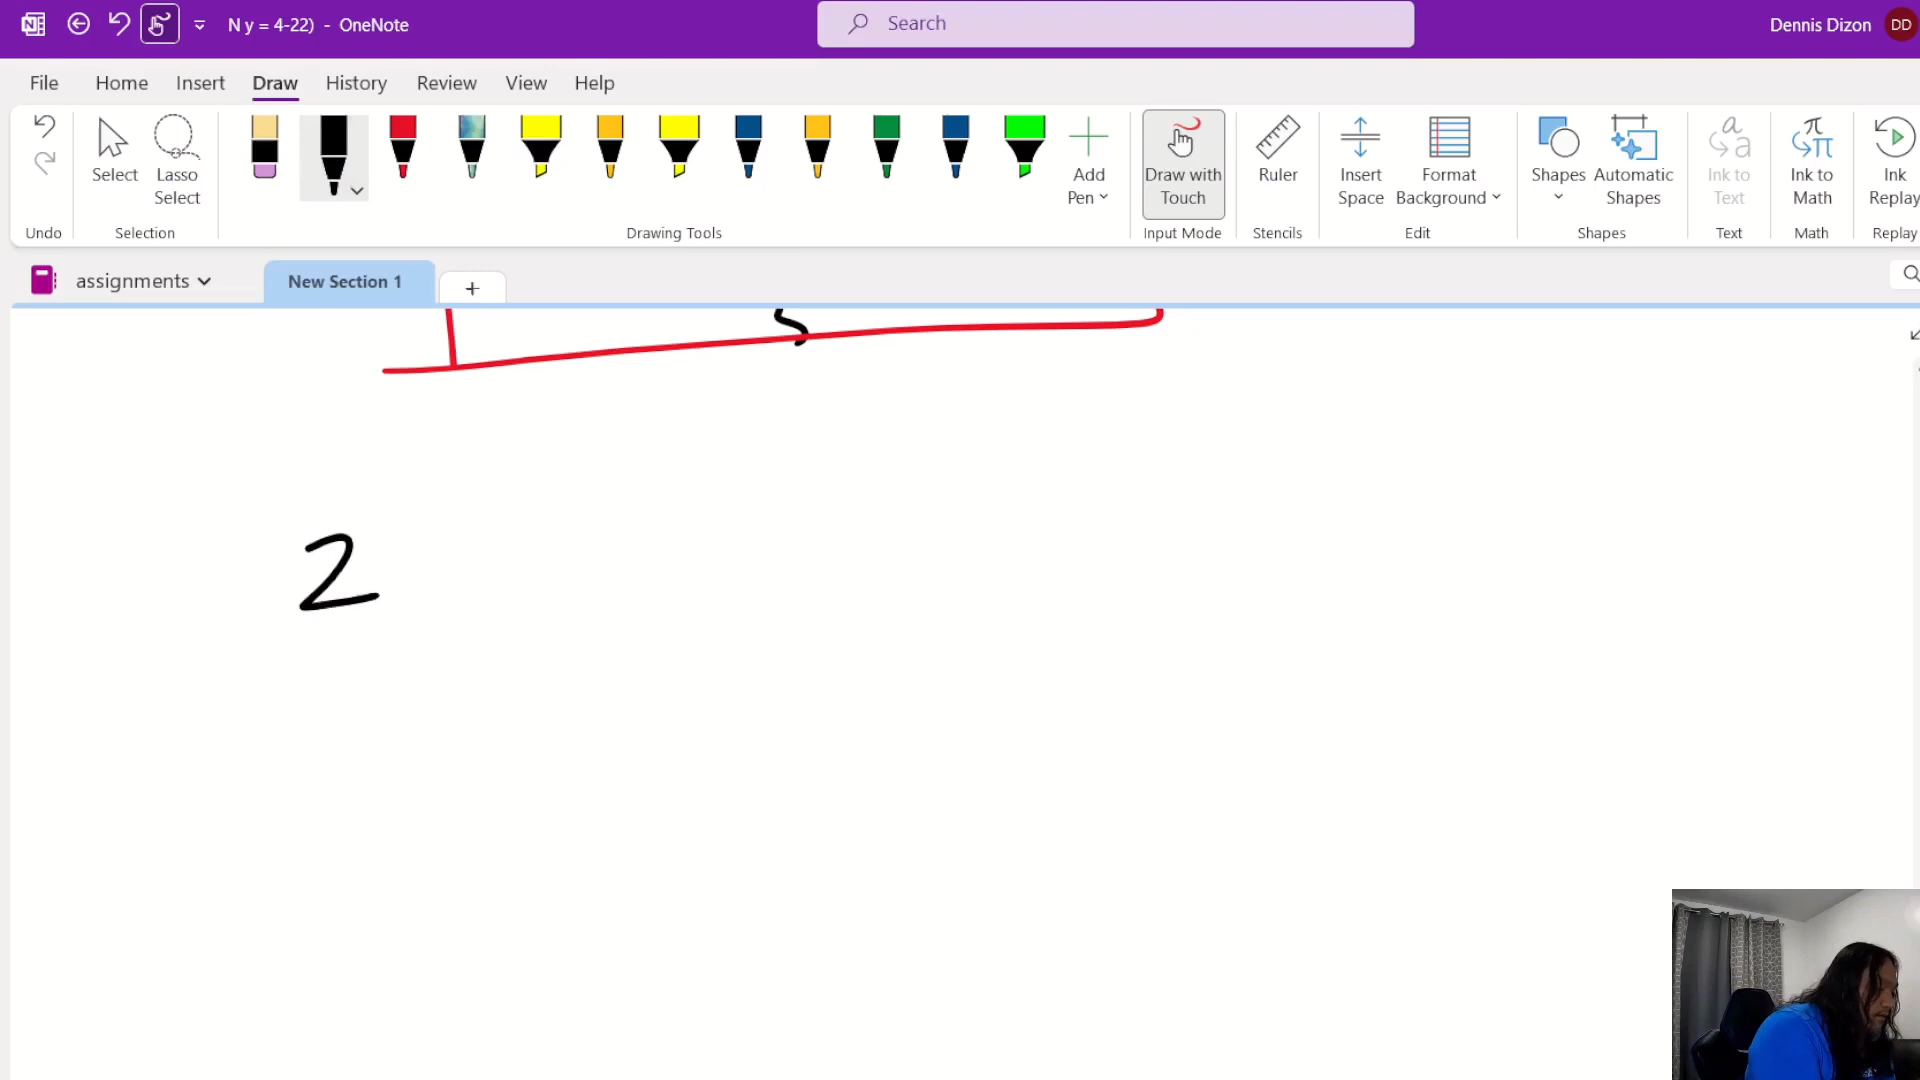 N y = 4-22) - OneNote
Search
Dennis Dizon DD
File Home Insert Draw History Review View Help
Select
Lasso Select
Add Pen
Draw with Touch
Ruler
Insert Space
Format Background
Shapes
Automatic Shapes
Ink to Text
Ink to Math
Ink Replay
Undo Selection Drawing Tools Input Mode Stencils Edit Shapes Text Math Replay
assignments New Section 1 +
2